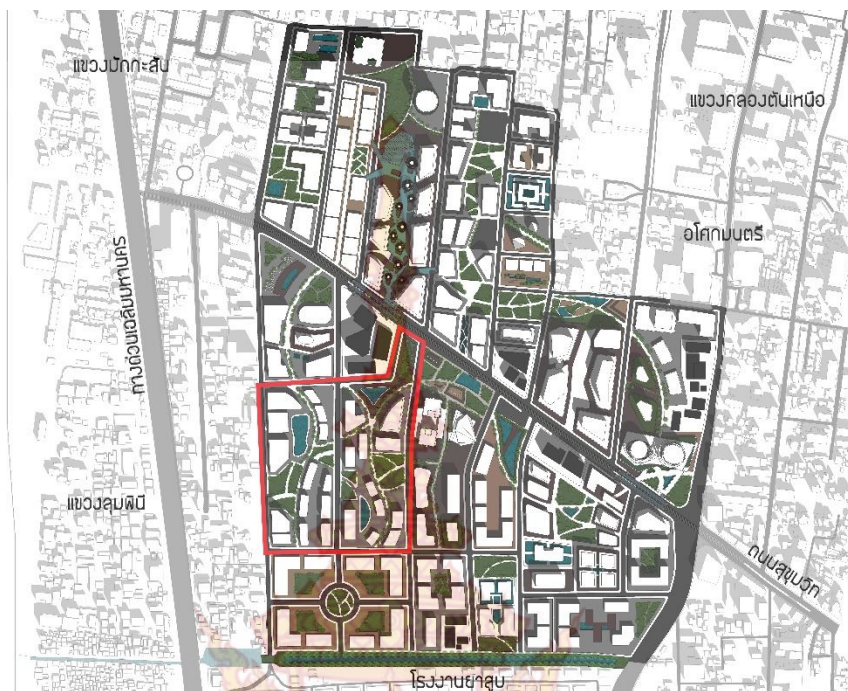 แขวงมักกะสัน
แขวงคลองตันเหนือ
อโศกมนตรี
ทางด่วนเฉลิมมหานคร
แขวงลุมพินี
ถนนสุขุมวิท
โรงงานยาสูบ